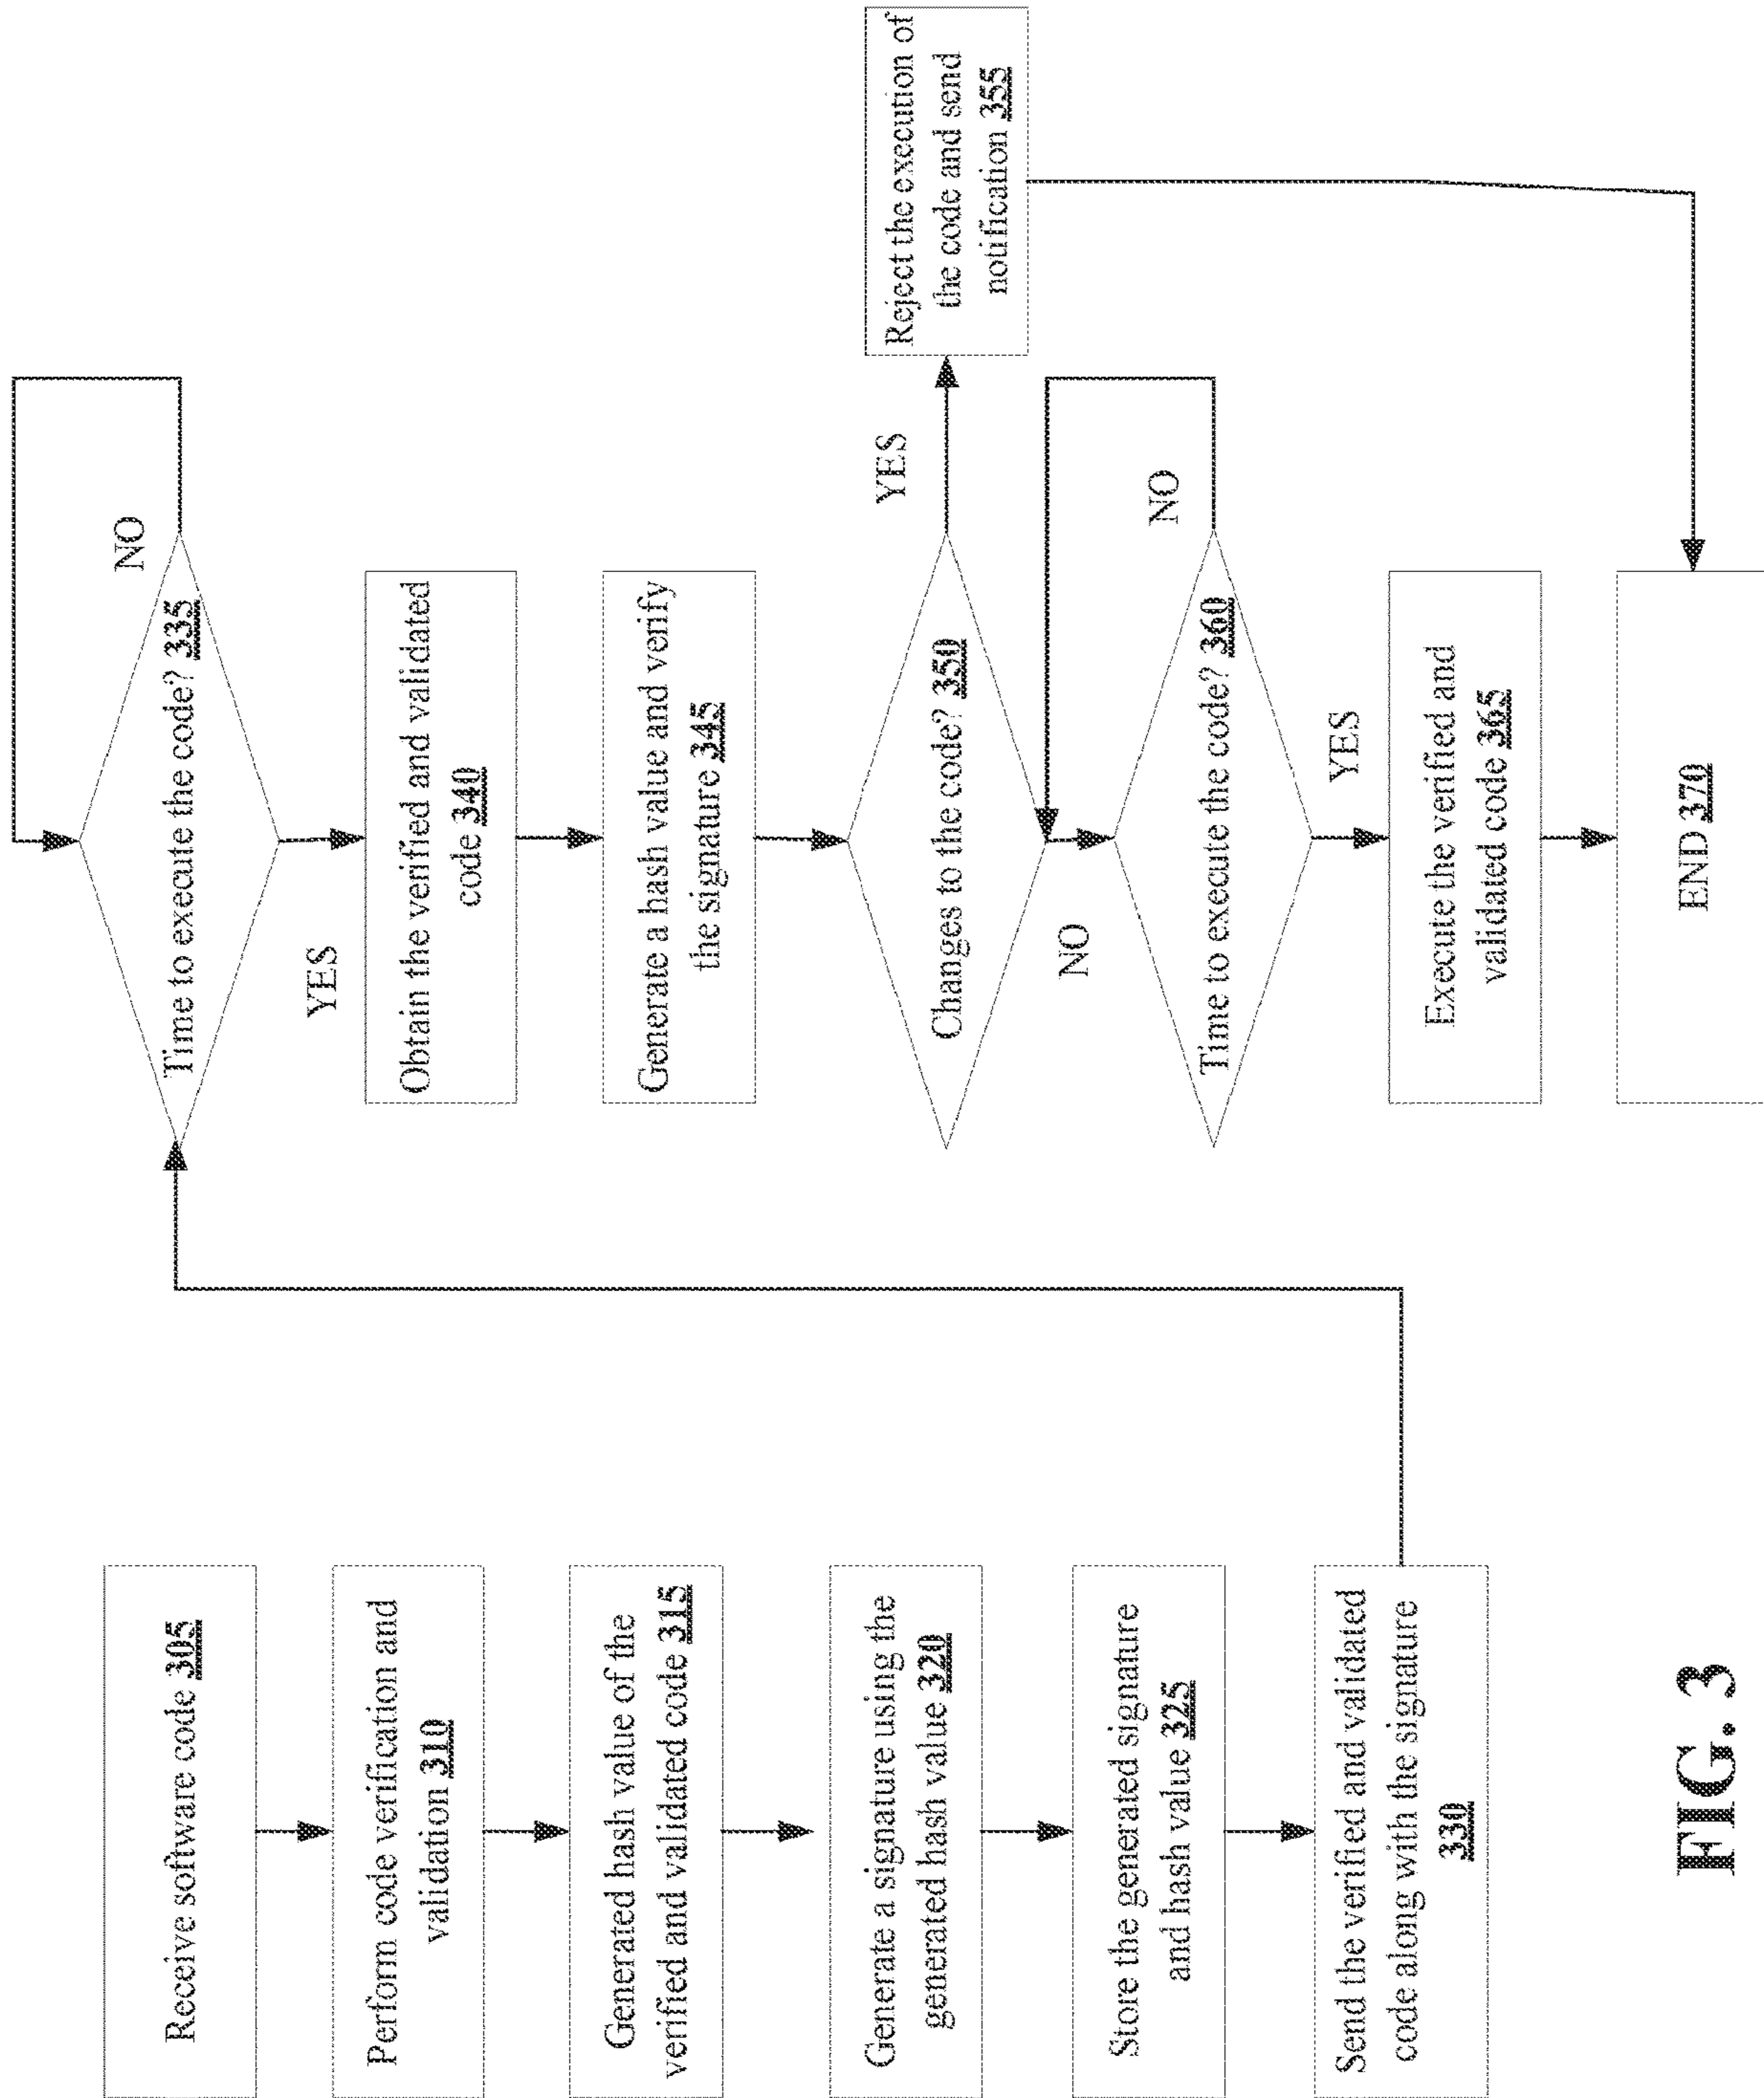 Receive software code 305
Perform code verification and
validation 310
Generated hash value of the
verified and validated code 315
Generate a signature using the
generated hash value 320
Store the generated signature
and hash value 325
Send the verified and validated
code along with the signature
330
Time to execute the code? 335
NO
YES
Obtain the verified and validated
code 340
Generate a hash value and verify
the signature 345
Changes to the code? 350
YES
Reject the execution of
the code and send
notification 355
NO
Time to execute the code? 360
NO
YES
Execute the verified and
validated code 365
END 370
FIG. 3